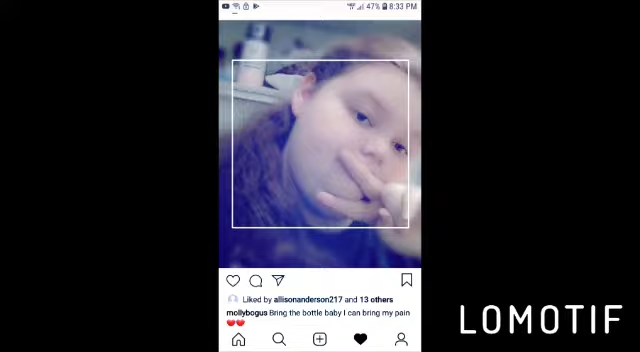 47% 8:33 PM
Liked by allisonanderson217 and 13 others
mollybogus Bring the bottle baby I can bring my pain
LOMOTIF